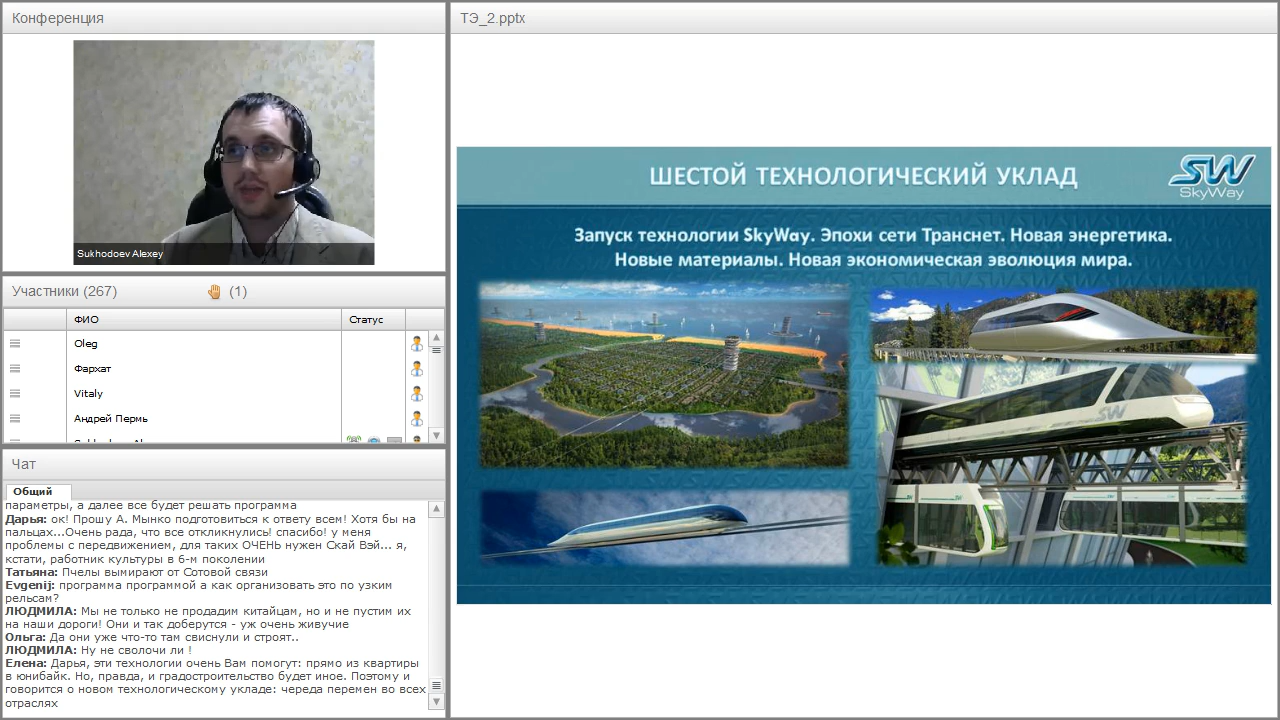 Конференция
Sukhodoev Alexey
Участники (267)
(1)
ФИО
Статус
Oleg
Фархат
Vitaly
Андрей Пермь
Чат
Общий
параметры, а далее все будет решать программа
Дарья: ок! Прошу А. Мынко подготовиться к ответу всем! Хотя бы на
пальцах...Очень рада, что все откликнулись! спасибо! у меня
проблемы с передвижением, для таких ОЧЕНЬ нужен Скай Вэй... я,
кстати, работник культуры в 6-м поколении
Татьяна: Пчелы вымирают от Сотовой связи
Evgenij: программа программой а как организовать это по узким
рельсам?
ЛЮДМИЛА: Мы не только не продадим китайцам, но и не пустим их
на наши дороги! Они и так доберутся - уж очень живучие
Ольга: Да они уже что-то там свиснули и строят..
ЛЮДМИЛА: Ну не сволочи ли !
Елена: Дарья, эти технологии очень Вам помогут: прямо из квартиры
в юнибайк. Но, правда, и градостроительство будет иное. Поэтому и
говорится о новом технологическому укладе: череда перемен во всех
отраслях
ТЭ_2.pptx
ШЕСТОЙ ТЕХНОЛОГИЧЕСКИЙ УКЛАД
SW
SkyWay
Запуск технологии SkyWay. Эпохи сети Транснет. Новая энергетика.
Новые материалы. Новая экономическая эволюция мира.
SW